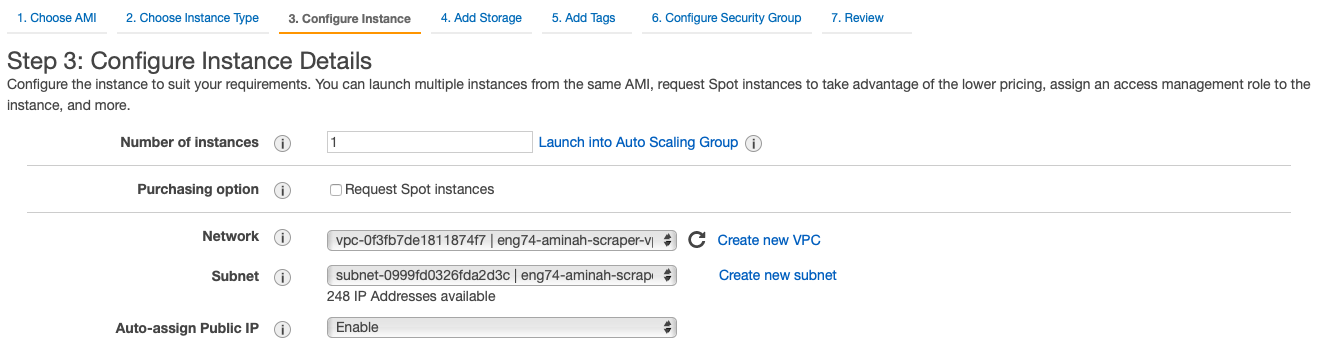 1. Choose AMI 2. Choose Instance Type 3. Configure Instance 4. Add Storage 5. Add Tags 6. Configure Security Group 7. Review
Step 3: Configure Instance Details
Configure the instance to suit your requirements. You can launch multiple instances from the same AMI, request Spot instances to take advantage of the lower pricing, assign an access management role to the
instance, and more.
Number of instances i 1 Launch into Auto Scaling Group i
Purchasing option i Request Spot instances
Network i vpc-0f3fb7de1811874f7 | eng74-aminah-scraper-v Create new VPC
Subnet i subnet-0999fd0326fda2d3c | eng74-aminah-scrape Create new subnet
248 IP Addresses available
Auto-assign Public IP i Enable